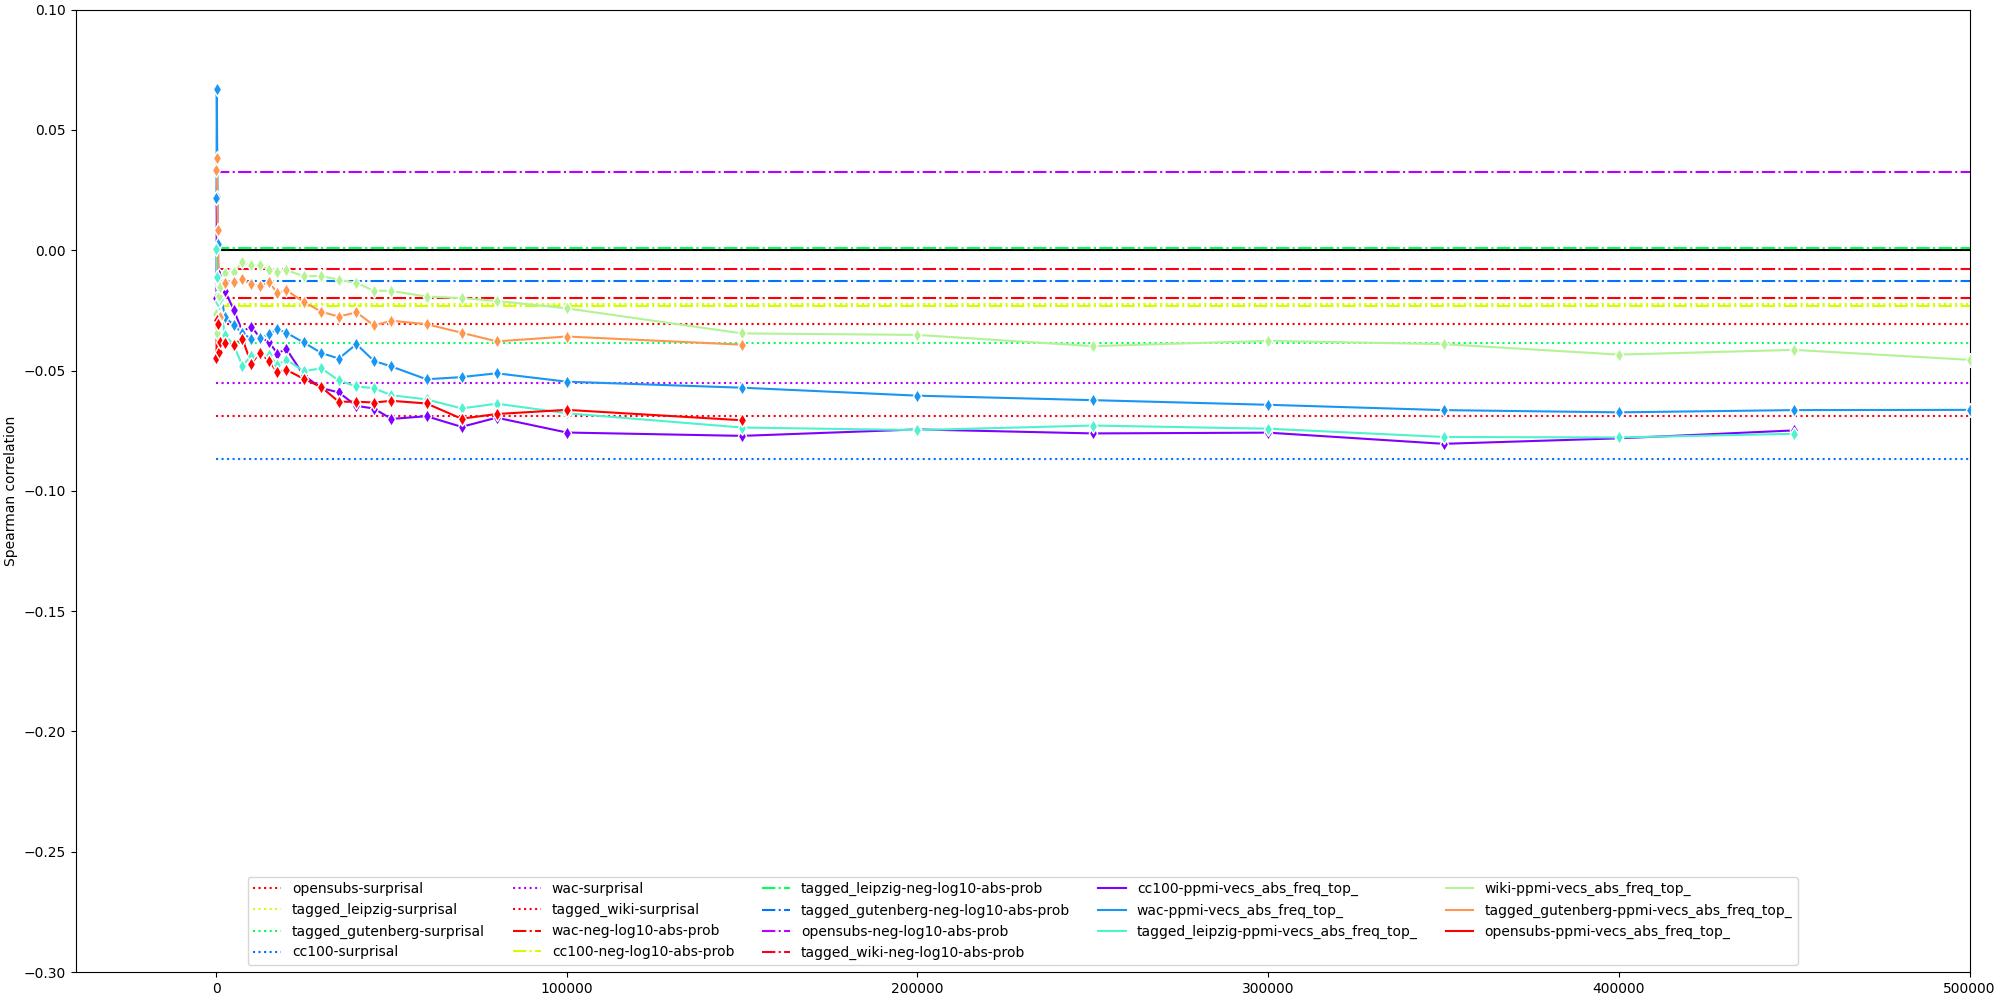 0.10
0.05
0.00
−0.05
−0.10
−0.15
−0.20
−0.25
−0.30
Spearman correlation
opensubs-surprisal
tagged_leipzig-surprisal
tagged_gutenberg-surprisal
cc100-surprisal
wac-surprisal
tagged_wiki-surprisal
wac-neg-log10-abs-prob
cc100-neg-log10-abs-prob
tagged_leipzig-neg-log10-abs-prob
tagged_gutenberg-neg-log10-abs-prob
opensubs-neg-log10-abs-prob
tagged_wiki-neg-log10-abs-prob
cc100-ppmi-vecs_abs_freq_top_
wac-ppmi-vecs_abs_freq_top_
tagged_leipzig-ppmi-vecs_abs_freq_top_
wiki-ppmi-vecs_abs_freq_top_
tagged_gutenberg-ppmi-vecs_abs_freq_top_
opensubs-ppmi-vecs_abs_freq_top_
0 100000 200000 300000 400000 500000